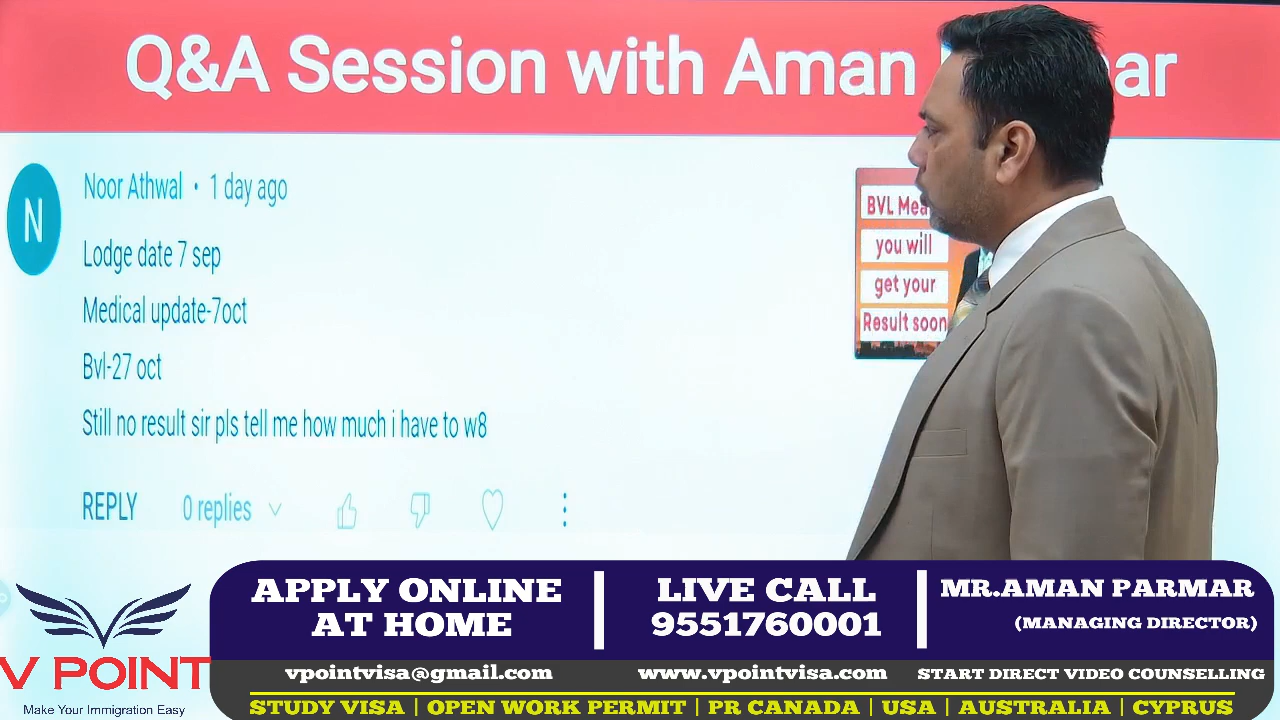 Q&A Session with Aman
N
Noor Athwal • 1 day ago
Lodge date 7 sep
Medical update-7oct
Bvl-27 oct
Still no result sir pls tell me how much i have to w8
REPLY 0 replies
BVL
you will
get your
Result soon
APPLY ONLINE
AT HOME
LIVE CALL
9551760001
MR.AMAN PARMAR
(MANAGING DIRECTOR)
V POINT
Make Your Immigration Easy
vpointvisa@gmail.com
www.vpointvisa.com
START DIRECT VIDEO COUNSELLING
STUDY VISA | OPEN WORK PERMIT | PR CANADA | USA | AUSTRALIA | CYPRUS